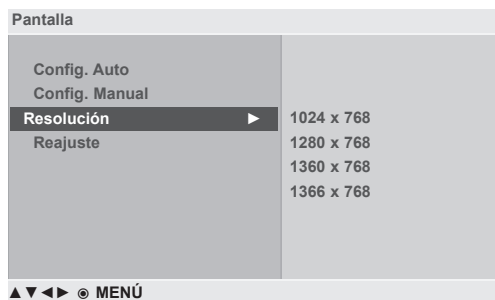 Pantalla
Config. Auto
Config. Manual
Resolución ►
Reajuste
1024 x 768
1280 x 768
1360 x 768
1366 x 768
▲▼◄► ◉ MENÚ